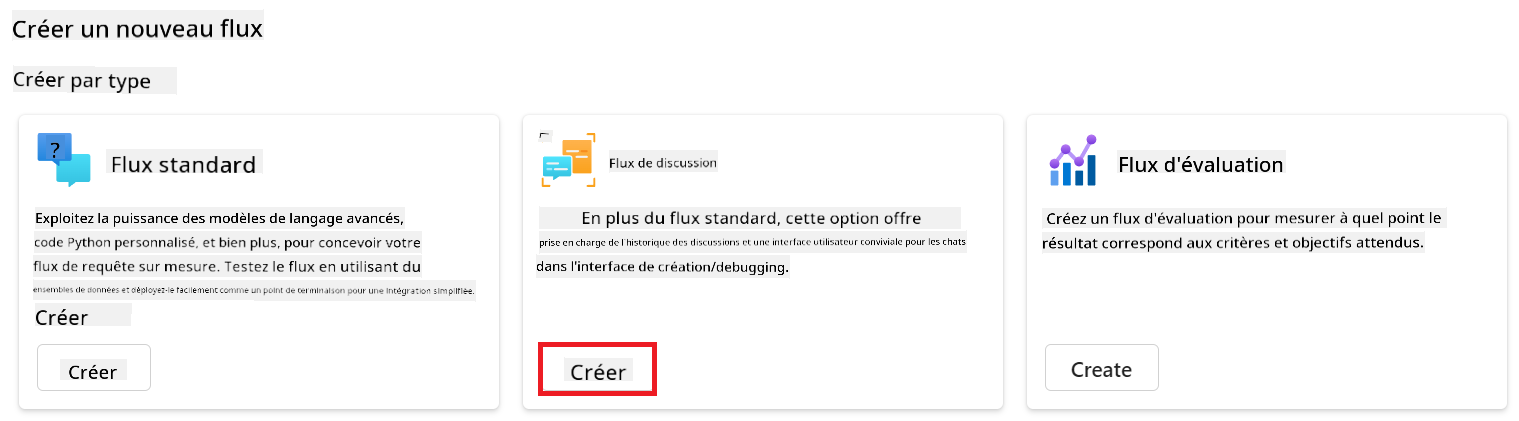 Créer un nouveau flux
Créer par type
?
Flux standard
Exploitez la puissance des modèles de langage avancés,
code Python personnalisé, et bien plus, pour concevoir votre
flux de requête sur mesure. Testez le flux en utilisant du
ensembles de données et déployez-le facilement comme un point de terminaison pour une intégration simplifiée.
Créer
Créer
Flux de discussion
En plus du flux standard, cette option offre
prise en charge de l'historique des discussions et une interface utilisateur conviviale pour les chats
dans l'interface de création/debugging.
Créer
Flux d'évaluation
Créez un flux d'évaluation pour mesurer à quel point le
résultat correspond aux critères et objectifs attendus.
Create